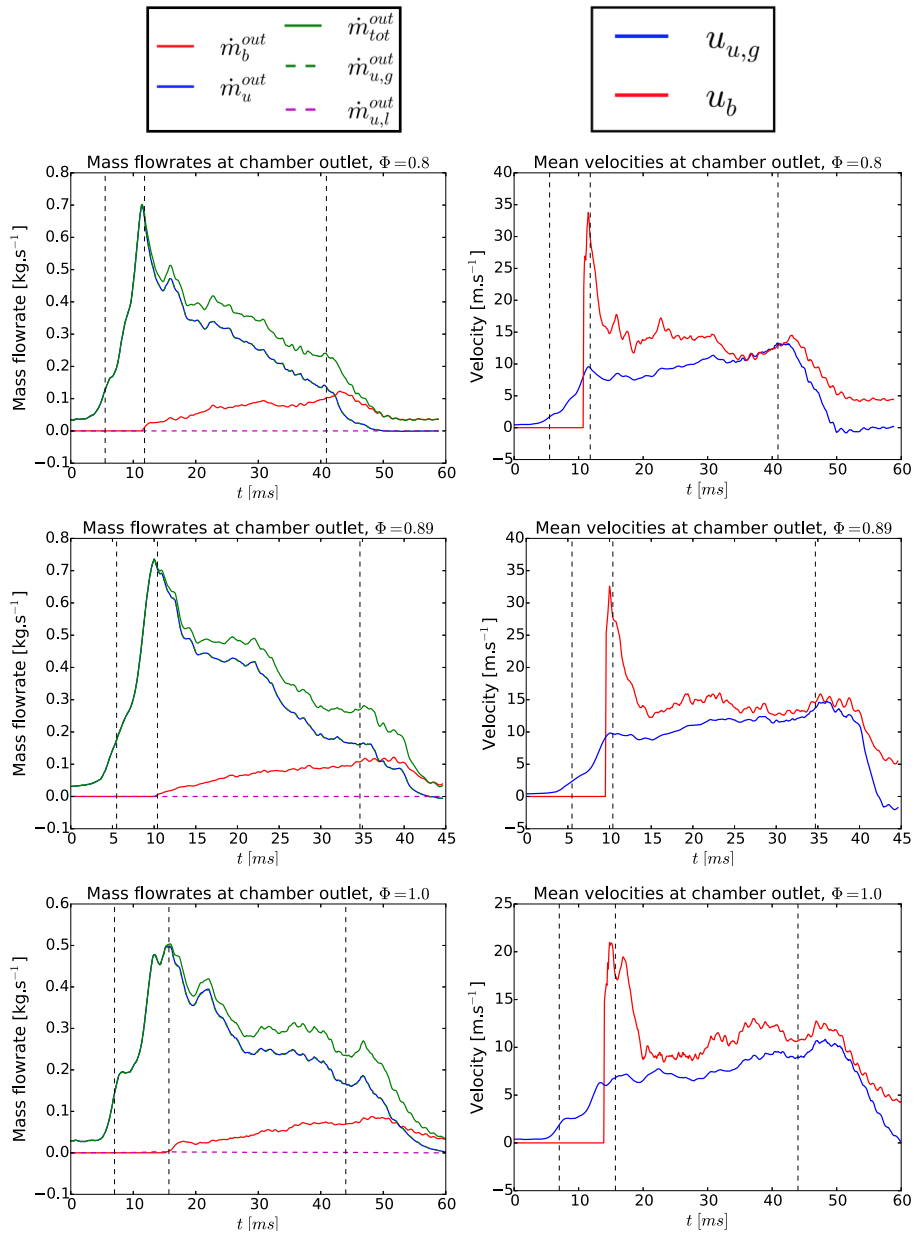 ṁ_b^{out} ṁ_{tot}^{out}
ṁ_u^{out} ṁ_{u,g}^{out}
ṁ_{u,l}^{out}
u_{u,g}
u_b
Mass flowrates at chamber outlet, Φ=0.8
Mass flowrate [kg.s⁻¹]
0.8
0.7
0.6
0.5
0.4
0.3
0.2
0.1
0.0
−0.1
0 10 20 30 40 50 60
t [ms]
Mean velocities at chamber outlet, Φ=0.8
Velocity [m.s⁻¹]
40
35
30
25
20
15
10
5
0
−5
0 10 20 30 40 50 60
t [ms]
Mass flowrates at chamber outlet, Φ=0.89
Mass flowrate [kg.s⁻¹]
0.8
0.7
0.6
0.5
0.4
0.3
0.2
0.1
0.0
−0.1
0 5 10 15 20 25 30 35 40 45
t [ms]
Mean velocities at chamber outlet, Φ=0.89
Velocity [m.s⁻¹]
40
35
30
25
20
15
10
5
0
−5
0 5 10 15 20 25 30 35 40 45
t [ms]
Mass flowrates at chamber outlet, Φ=1.0
Mass flowrate [kg.s⁻¹]
0.6
0.5
0.4
0.3
0.2
0.1
0.0
−0.1
0 10 20 30 40 50 60
t [ms]
Mean velocities at chamber outlet, Φ=1.0
Velocity [m.s⁻¹]
25
20
15
10
5
0
−5
0 10 20 30 40 50 60
t [ms]